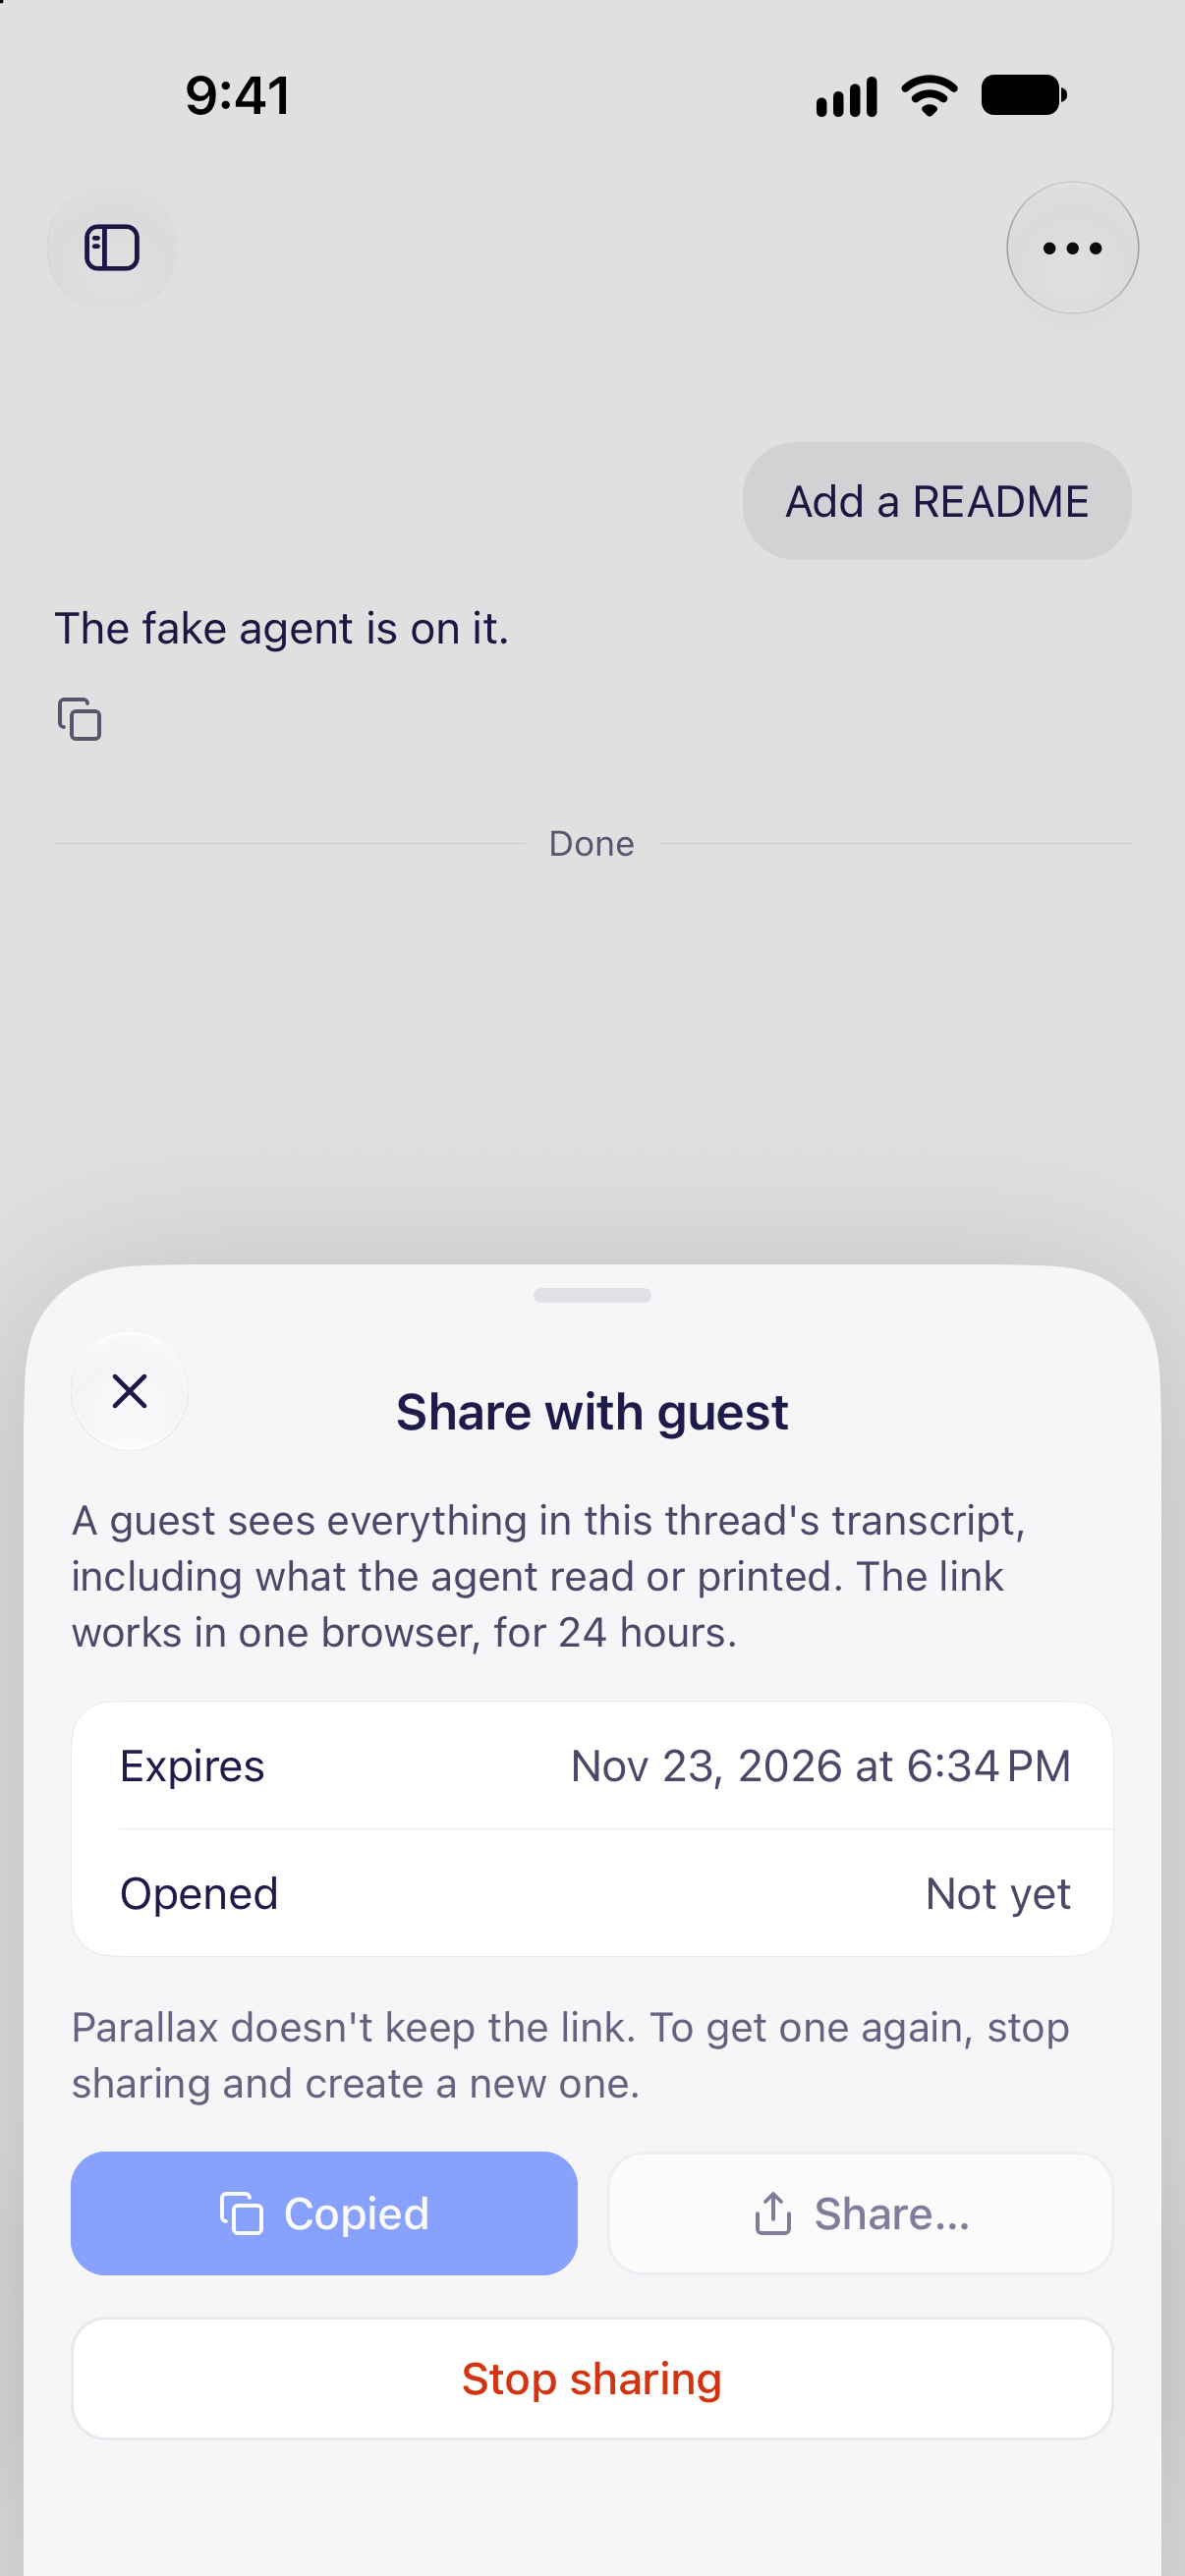 9:41
Add a README
The fake agent is on it.
Done
Share with guest
A guest sees everything in this thread's transcript,
including what the agent read or printed. The link
works in one browser, for 24 hours.
Expires Nov 23, 2026 at 6:34 PM
Opened Not yet
Parallax doesn't keep the link. To get one again, stop
sharing and create a new one.
Copied Share...
Stop sharing